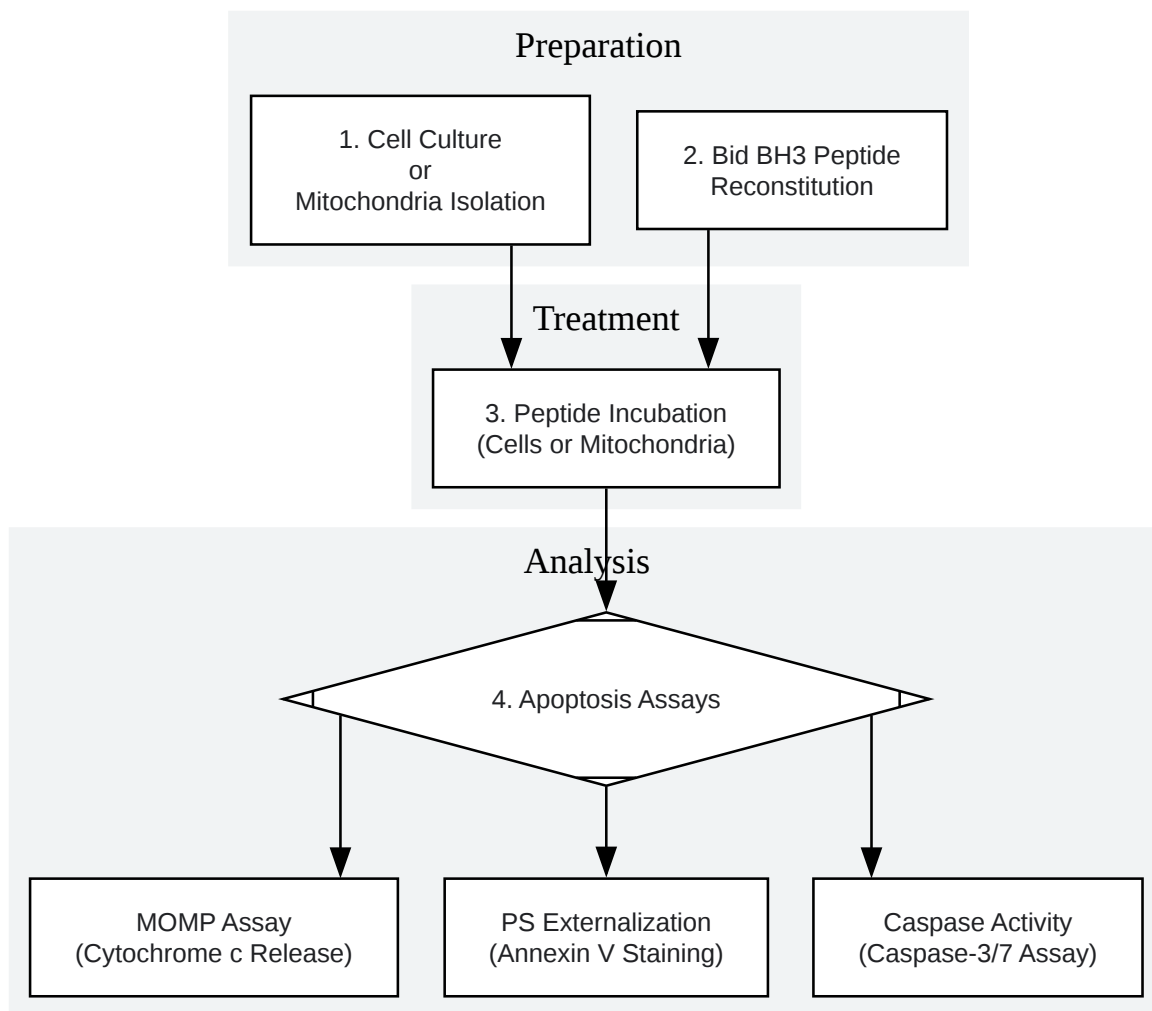 Preparation
1. Cell Culture
or
Mitochondria Isolation
2. Bid BH3 Peptide
Reconstitution
Treatment
3. Peptide Incubation
(Cells or Mitochondria)
Analysis
4. Apoptosis Assays
MOMP Assay
(Cytochrome c Release)
PS Externalization
(Annexin V Staining)
Caspase Activity
(Caspase-3/7 Assay)